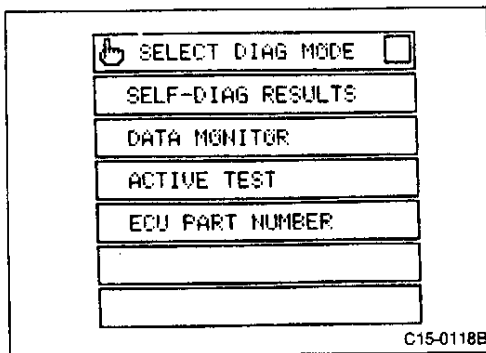 SELECT DIAG MODE
SELF-DIAG RESULTS
DATA MONITOR
ACTIVE TEST
ECU PART NUMBER
C15-0118B